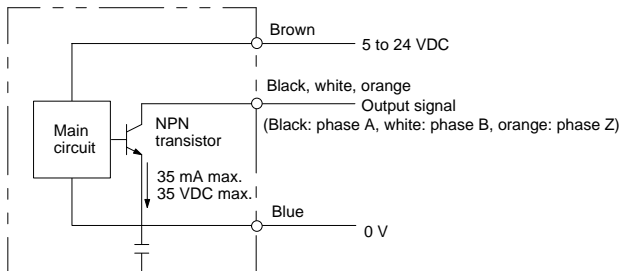 Brown
5 to 24 VDC
Black, white, orange
Output signal
(Black: phase A, white: phase B, orange: phase Z)
Main
circuit
NPN
transistor
35 mA max.
35 VDC max.
Blue
0 V